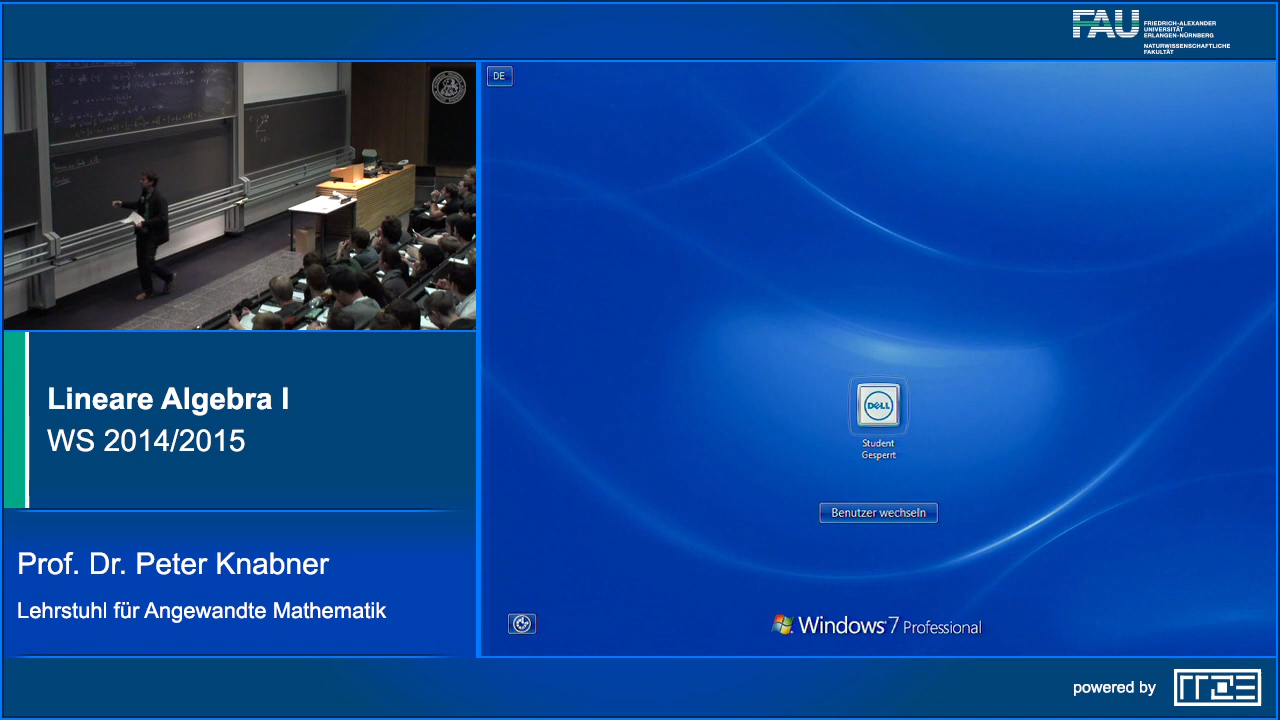 FAU
FRIEDRICH-ALEXANDER
UNIVERSITÄT
ERLANGEN-NÜRNBERG
NATURWISSENSCHAFTLICHE
FAKULTÄT
DE
Lineare Algebra I
WS 2014/2015
DELL
Student
Gesperrt
Benutzer wechseln
Prof. Dr. Peter Knabner
Lehrstuhl für Angewandte Mathematik
Windows 7 Professional
powered by